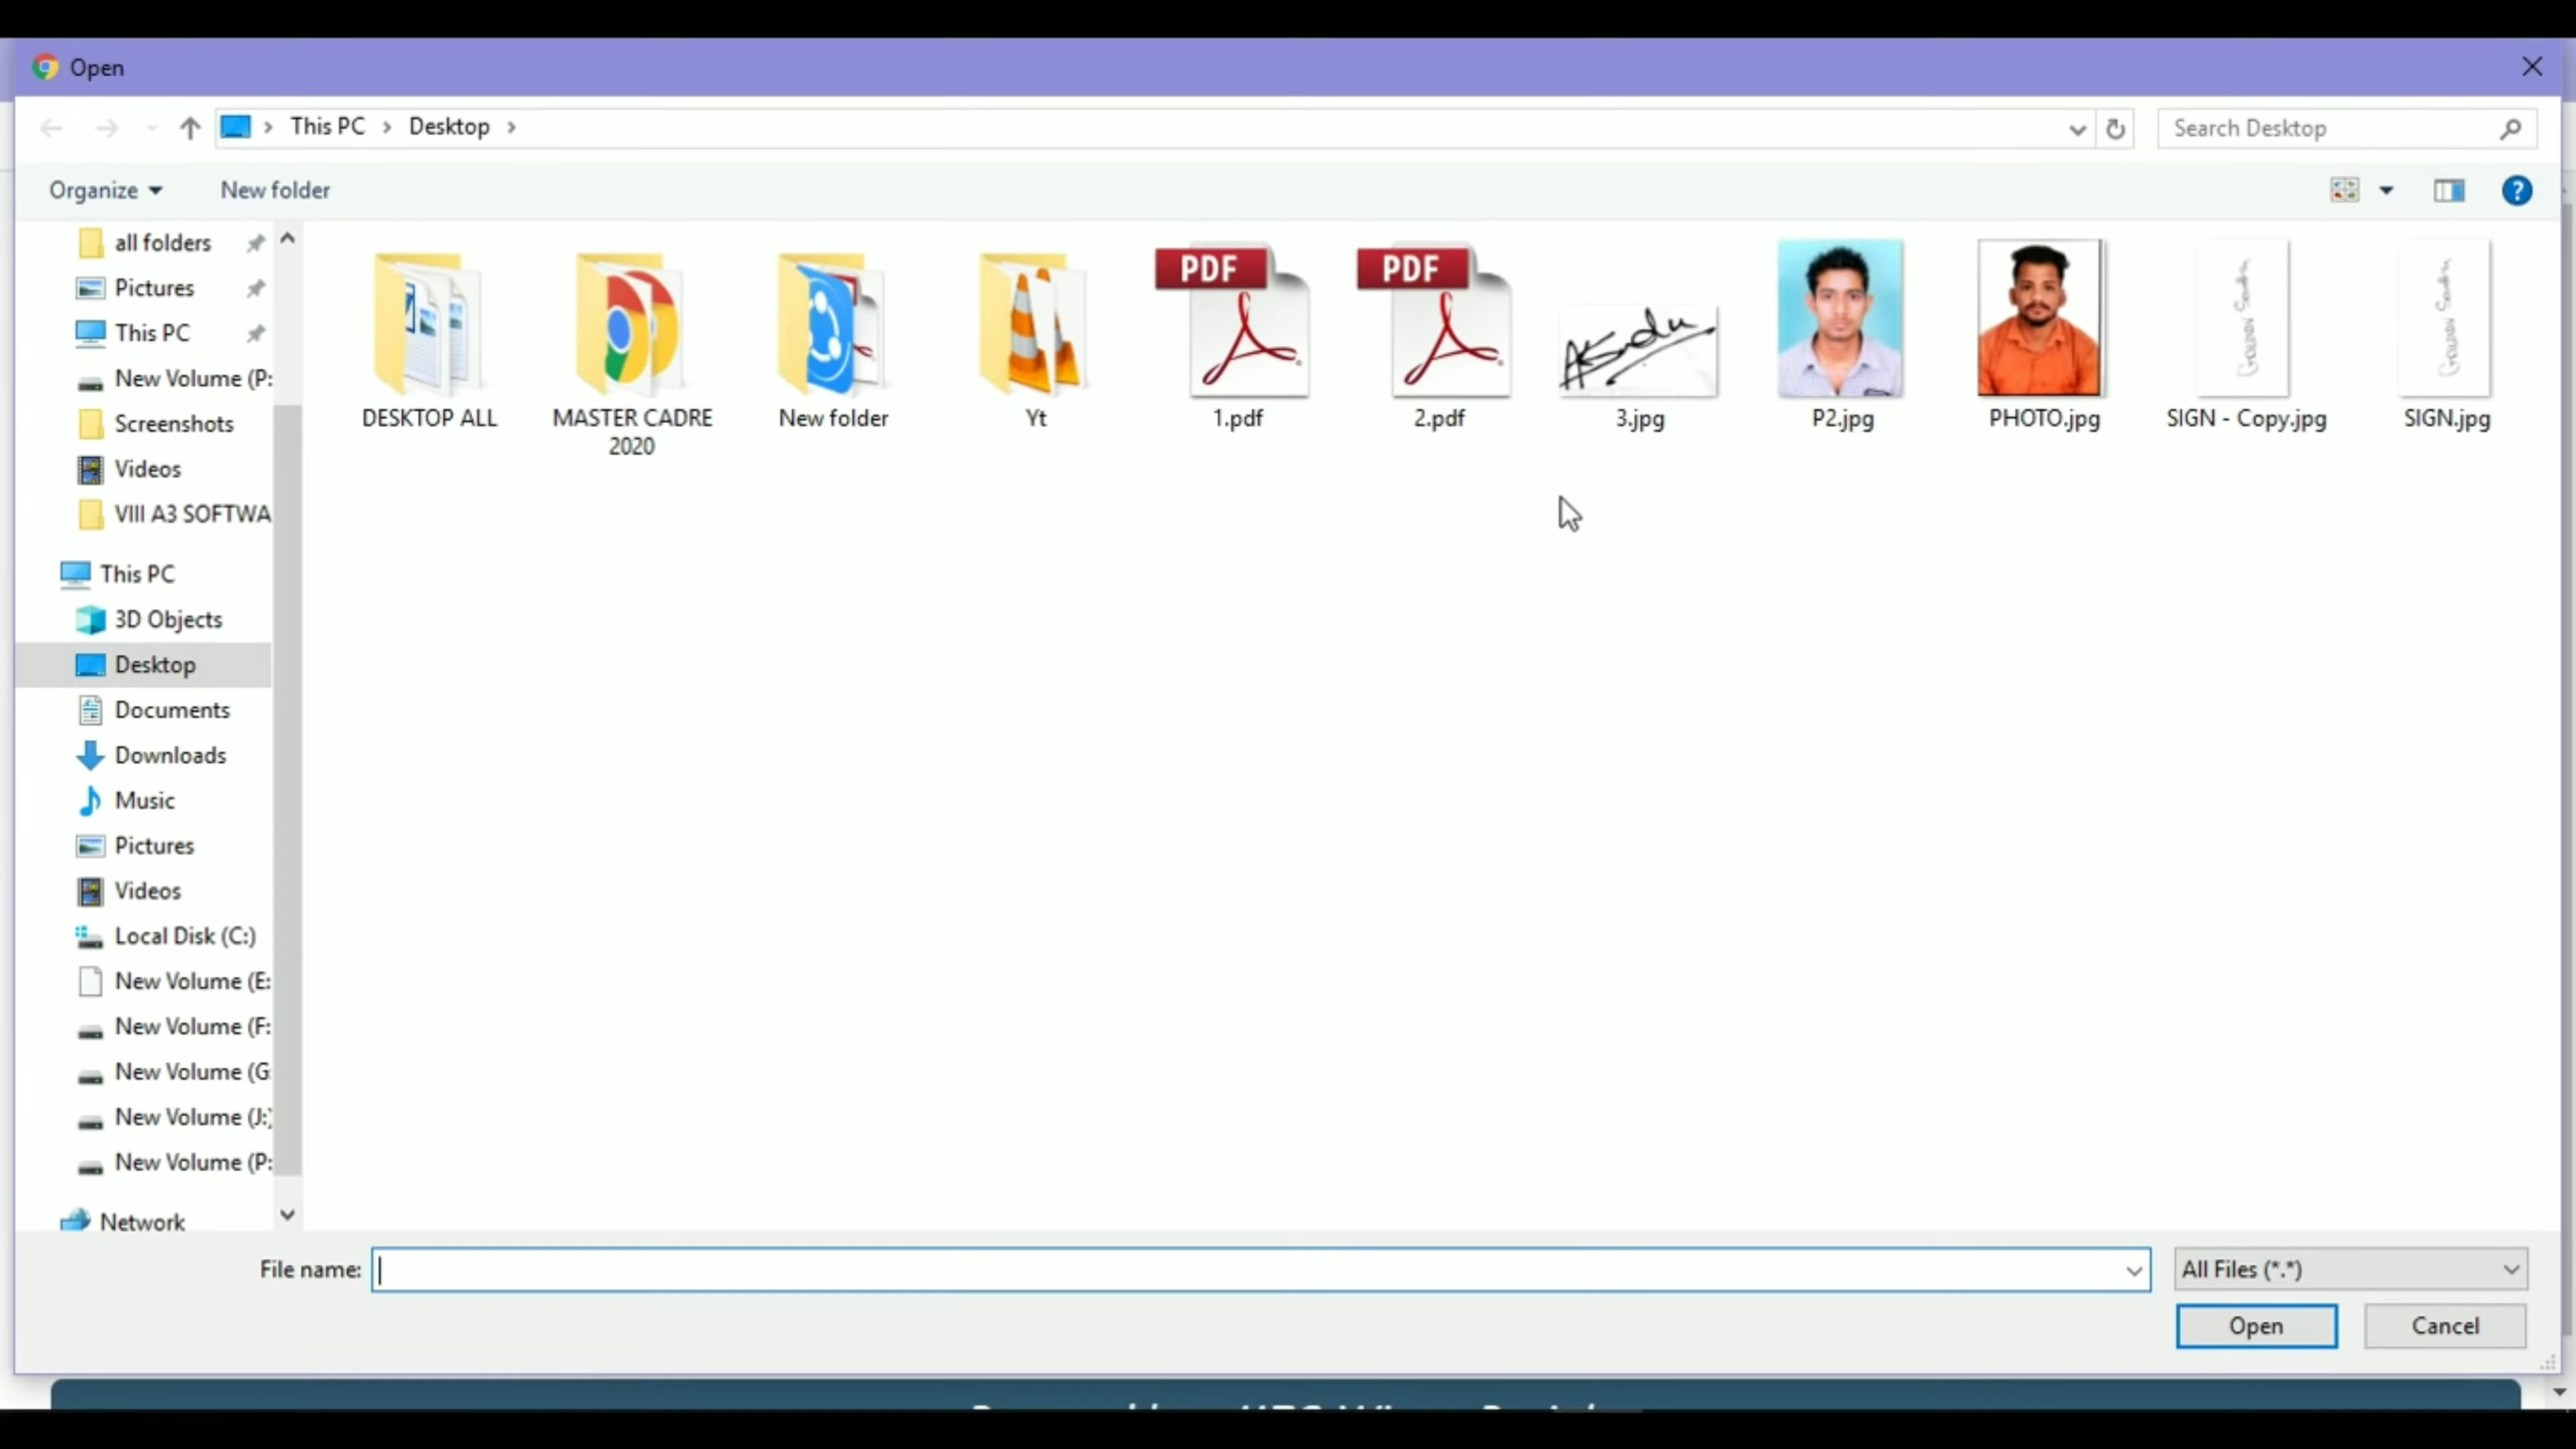 Open
This PC > Desktop >
Search Desktop
Organize
New folder
all folders
Pictures
This PC
New Volume (P:
Screenshots
Videos
VIII A3 SOFTWA
This PC
3D Objects
Desktop
Documents
Downloads
Music
Pictures
Videos
Local Disk (C:)
New Volume (E:
New Volume (F:
New Volume (G:
New Volume (J:)
New Volume (P:
Network
PDF
PDF
DESKTOP ALL
MASTER CADRE
2020
New folder
Yt
1.pdf
2.pdf
3.jpg
P2.jpg
PHOTO.jpg
SIGN - Copy.jpg
SIGN.jpg
File name:
All Files (*.*)
Open
Cancel